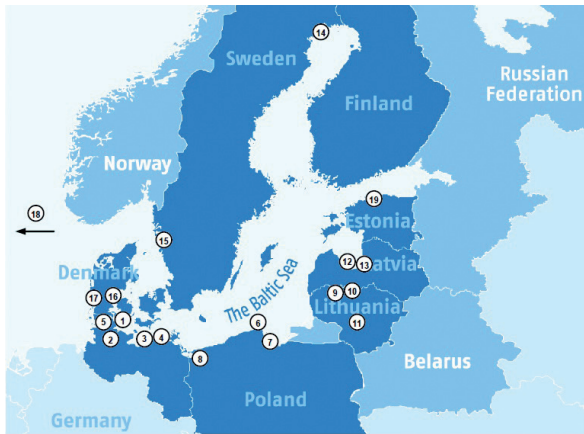 14
Sweden
Russian
Federation
Finland
Norway
18
19
Estonia
15
Denmark
The Baltic Sea
12
13
atvia
17
16
9
10
Lithuania
5
1
6
11
2
3
4
7
8
Belarus
Poland
Germany